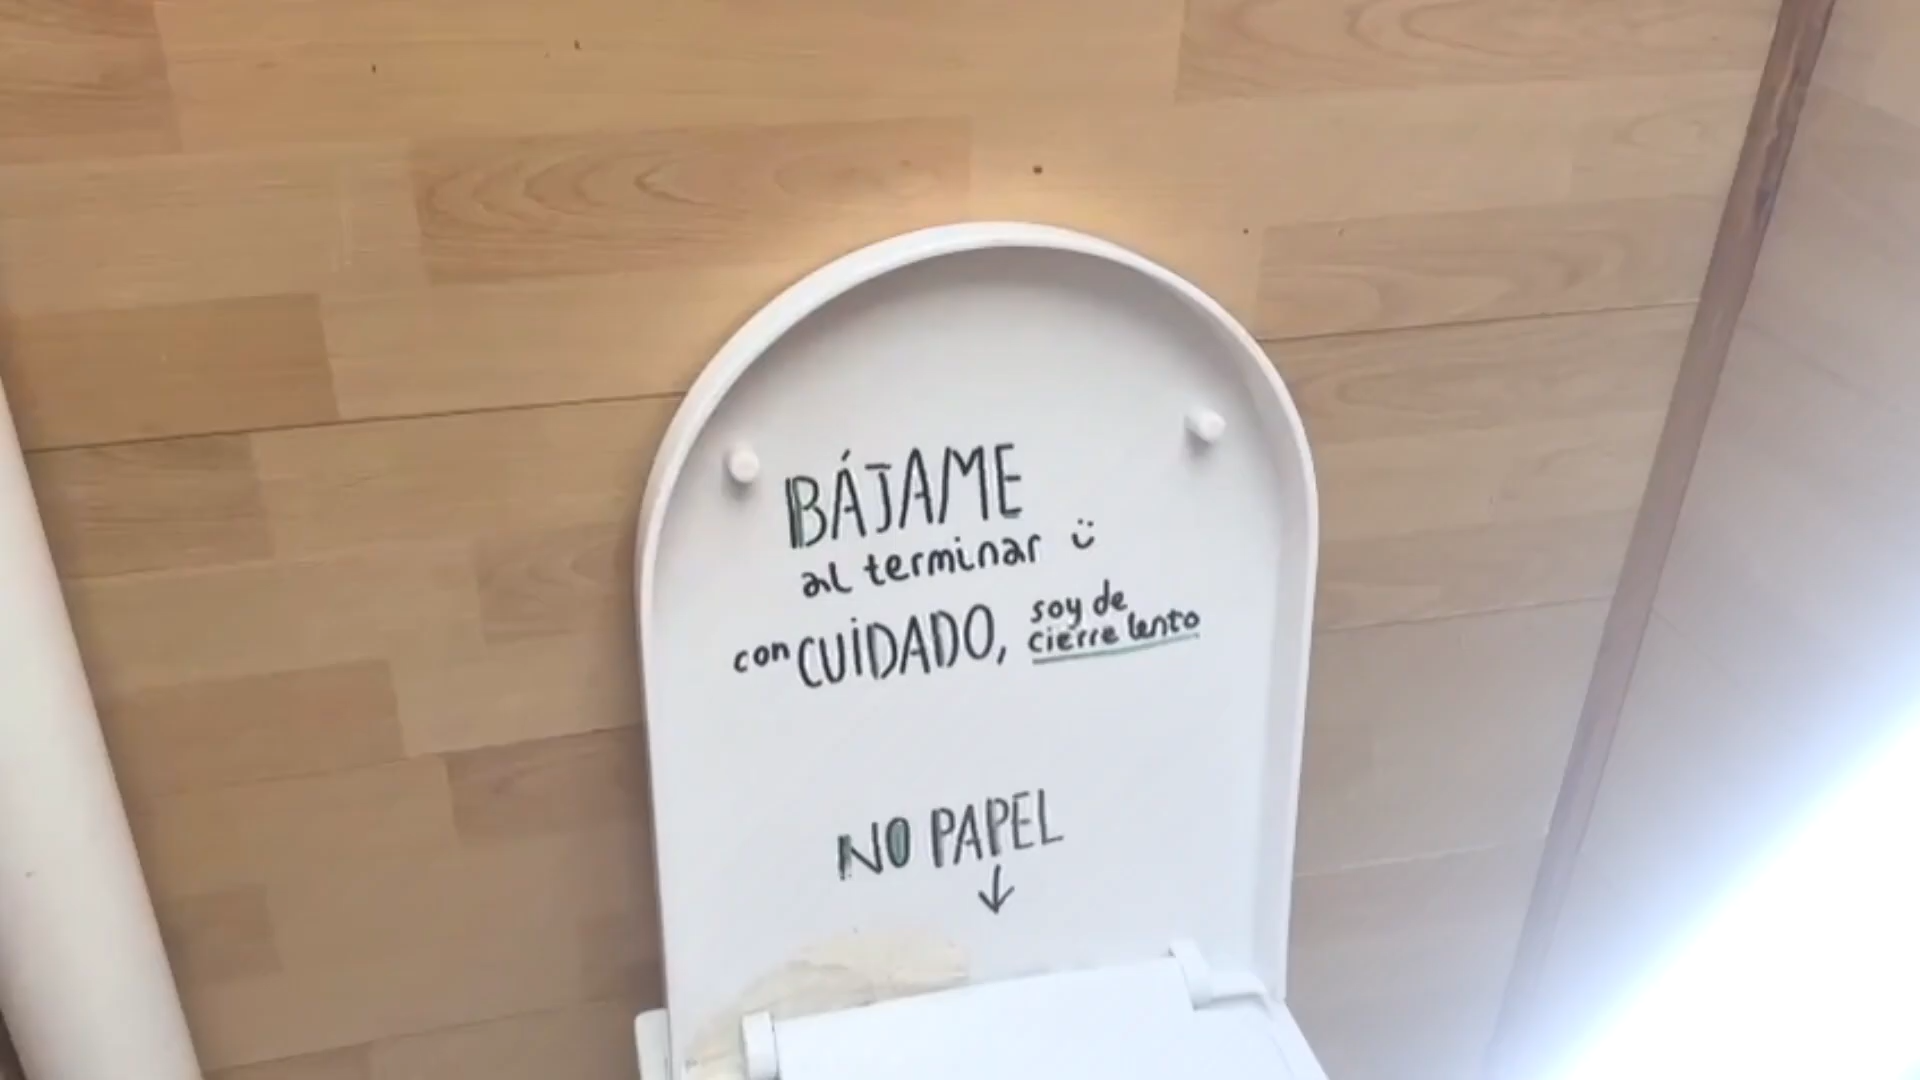 BÁJAME
al terminar
con CUIDADO, soy de
cierre lento
NO PAPEL